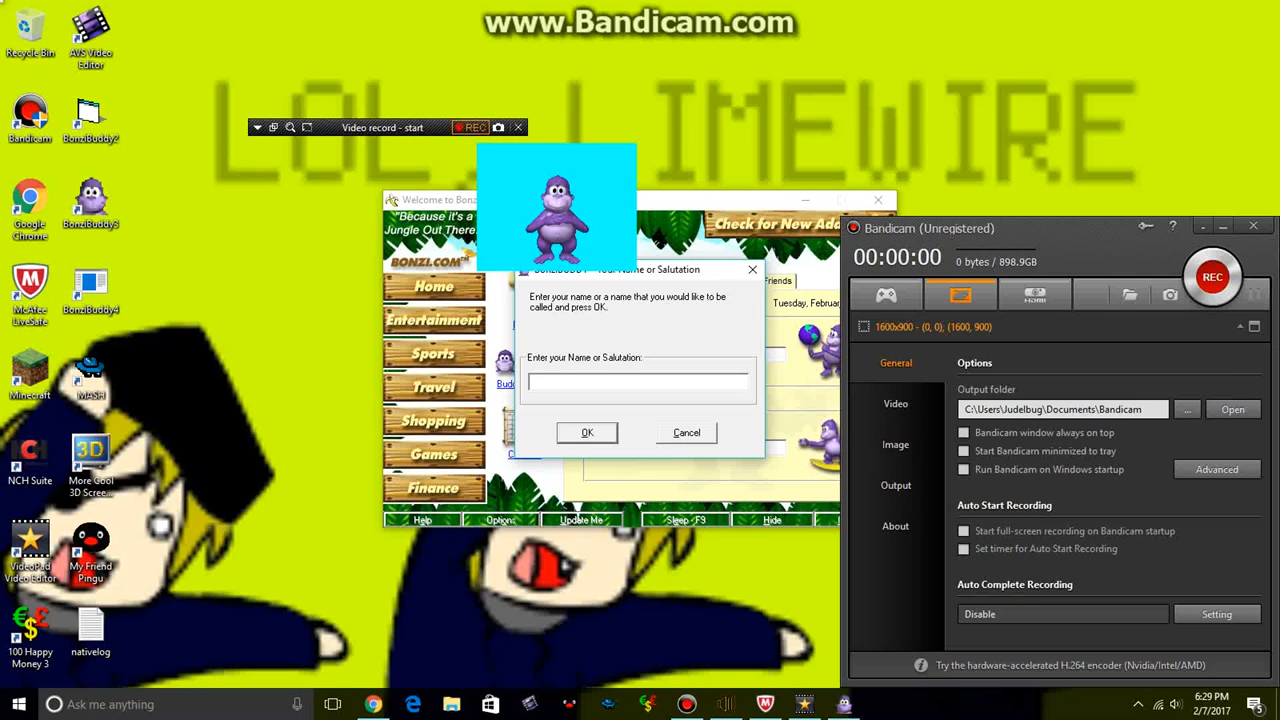 www.Bandicam.com
LOL, LIMEWIRE
Recycle Bin
AVS Video
Editor
Bandicam
BonziBuddy2
Google
Chrome
BonziBuddy3
McAfee
LiveSafe
BonziBuddy4
Minecraft
MASH
NCH Suite
More Cool
3D Scree...
VideoPad
Video Editor
My Friend
Pingu
100 Happy
Money 3
nativelog
Video record - start
REC
Welcome to Bonz
"Because it's a
Jungle Out There
Check for New Add
BONZI.COM™
Home
Entertainment
Sports
Travel
Shopping
Games
Finance
Friends
Tuesday, Februar
Budd
Help
Options
Update Me
Sleep - F9
Hide
Your Name or Salutation
Enter your name or a name that you would like to be
called and press OK.
Enter your Name or Salutation:
OK
Cancel
Bandicam (Unregistered)
00:00:00
0 bytes / 898.9GB
REC
HDMI
1600x900 - (0, 0), (1600, 900)
General
Video
Image
Output
About
Options
Output folder
C:\Users\Judelbug\Documents\Bandicam
...
Open
Bandicam window always on top
Start Bandicam minimized to tray
Run Bandicam on Windows startup
Advanced
Auto Start Recording
Start full-screen recording on Bandicam startup
Set timer for Auto Start Recording
Auto Complete Recording
Disable
Setting
Try the hardware-accelerated H.264 encoder (Nvidia/Intel/AMD)
Ask me anything
6:29 PM
2/7/2017
5